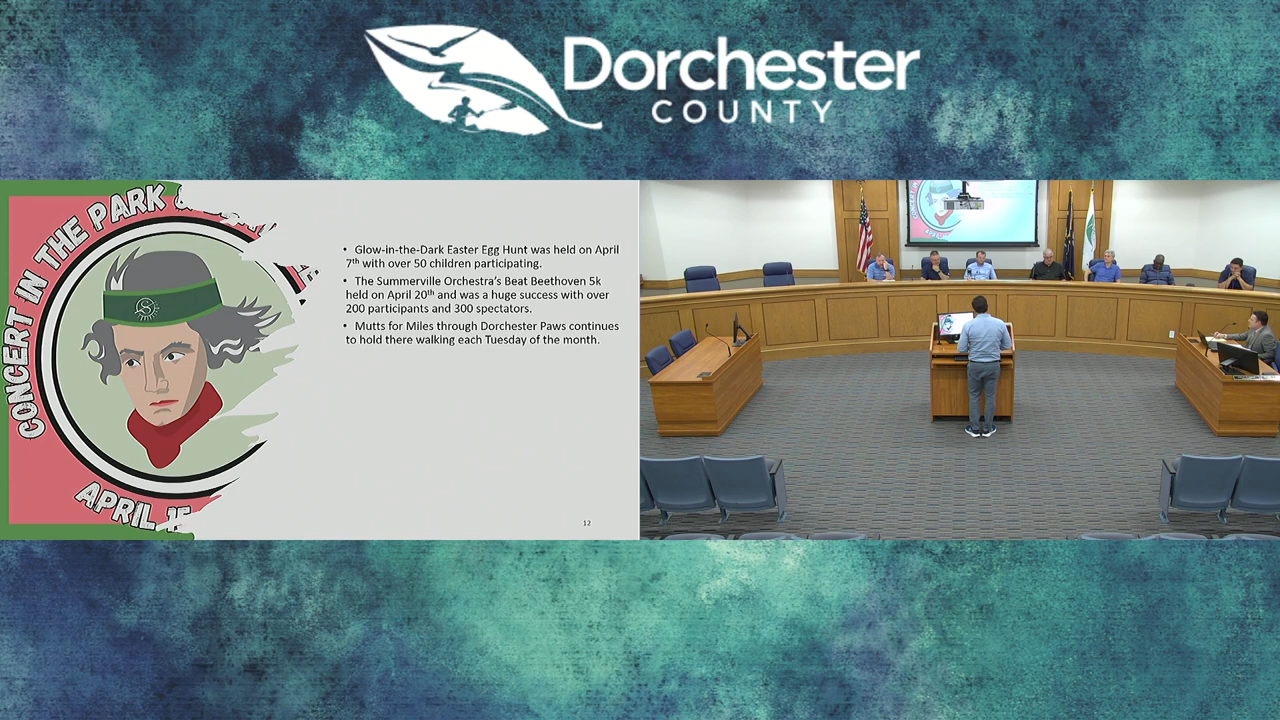 Dorchester
COUNTY
CONCERT IN THE PARK &
APRIL 15
• Glow-in-the-Dark Easter Egg Hunt was held on April
7th with over 50 children participating.
• The Summerville Orchestra's Beat Beethoven 5k
held on April 20th and was a huge success with over
200 participants and 300 spectators.
• Mutts for Miles through Dorchester Paws continues
to hold there walking each Tuesday of the month.
12